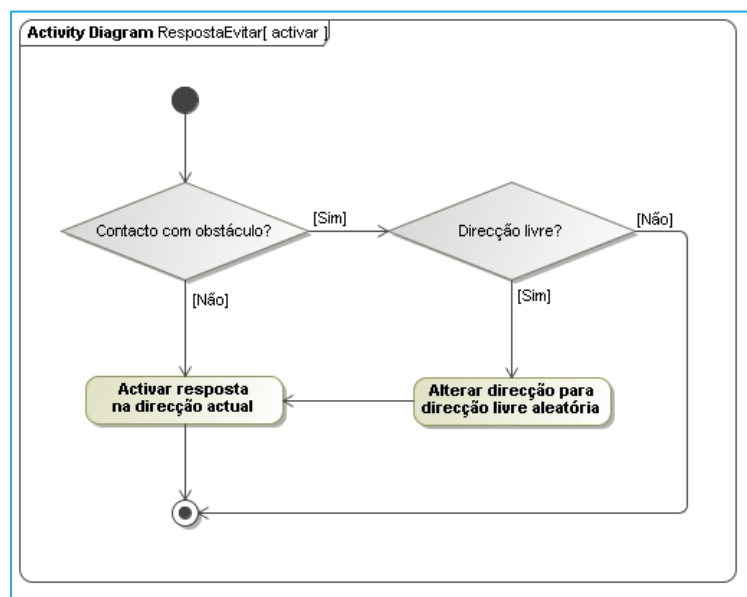 Activity Diagram RespostaEvitar[ activar ]
Contacto com obstáculo?
[Sim]
Direcção livre?
[Não]
[Não]
[Sim]
Activar resposta
na direcção actual
Alterar direcção para
direcção livre aleatória